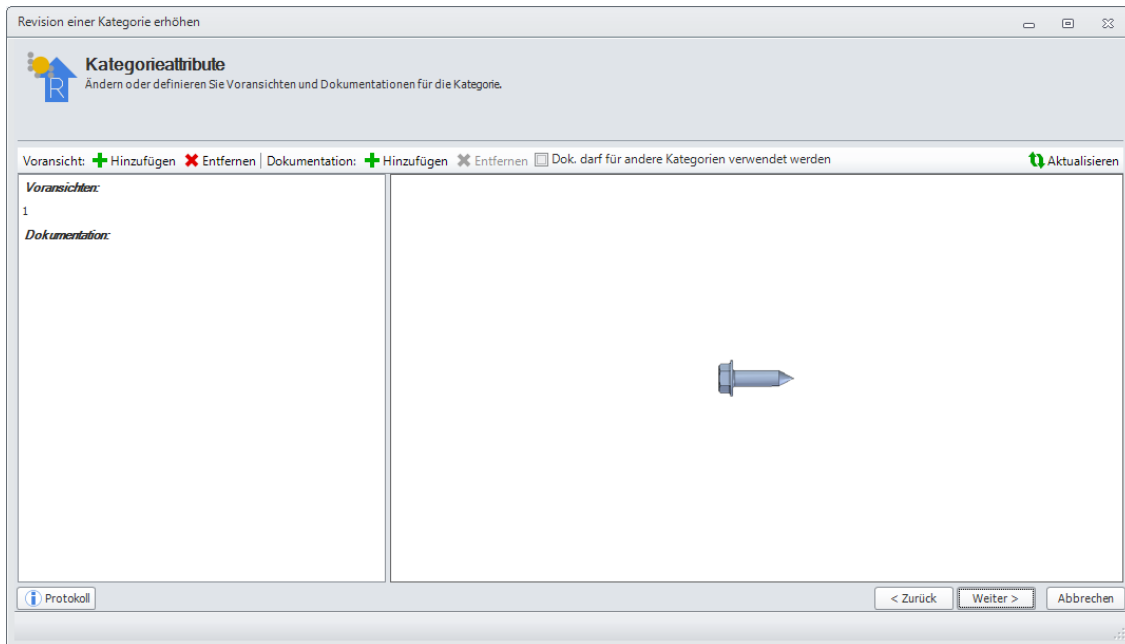 Revision einer Kategorie erhöhen
Kategorieattribute
Ändern oder definieren Sie Voransichten und Dokumentationen für die Kategorie.
Voransicht: Hinzufügen Entfernen Dokumentation: Hinzufügen Entfernen Dok. darf für andere Kategorien verwendet werden Aktualisieren
Voransichten:
1
Dokumentation:
Protokoll < Zurück Weiter > Abbrechen